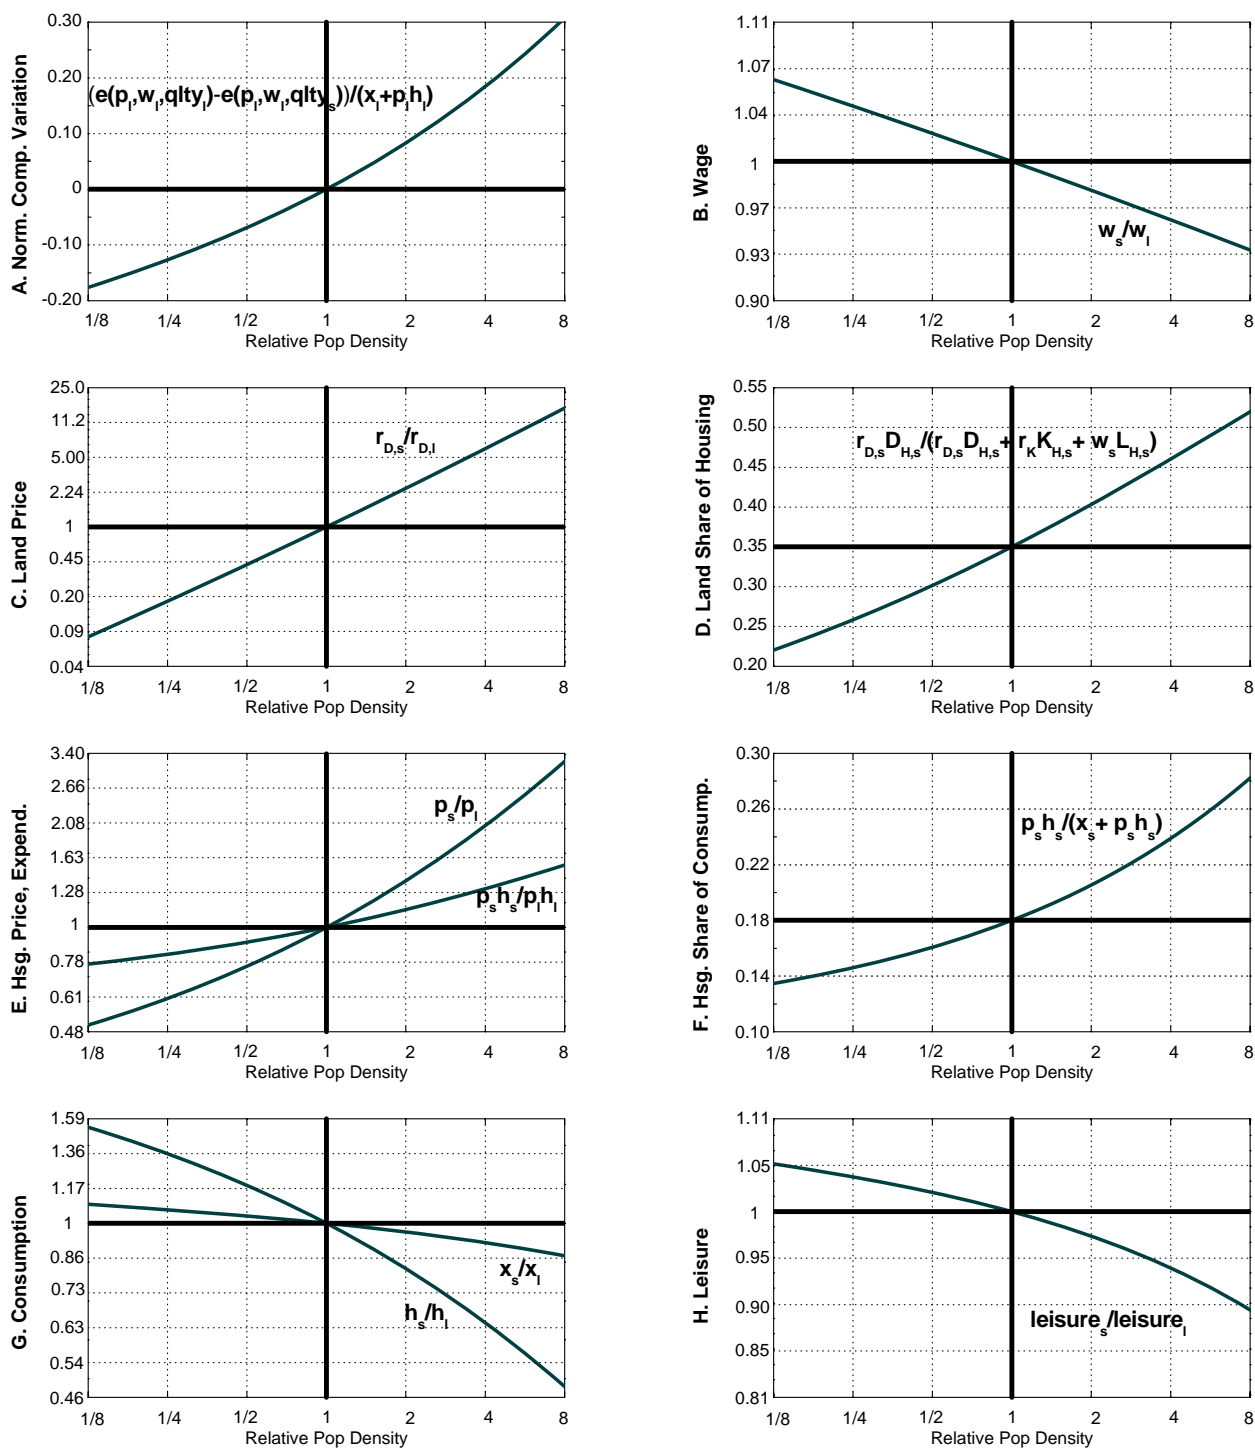 A. Norm. Comp. Variation
0.30
0.20
0.10
0
-0.10
-0.20
(e(p_l,w_l,qlty_l)-e(p_l,w_l,qlty_s))/(x_l+p_lh_l)
1/8 1/4 1/2 1 2 4 8
Relative Pop Density
B. Wage
1.11
1.07
1.04
1
0.97
0.93
0.90
w_s/w_l
1/8 1/4 1/2 1 2 4 8
Relative Pop Density
C. Land Price
25.0
11.2
5.00
2.24
1
0.45
0.20
0.09
0.04
r_D,s/r_D,l
1/8 1/4 1/2 1 2 4 8
Relative Pop Density
D. Land Share of Housing
0.55
0.50
0.45
0.40
0.35
0.30
0.25
0.20
r_D,sD_H,s/(r_D,sD_H,s+ r_KK_H,s+ w_sL_H,s)
1/8 1/4 1/2 1 2 4 8
Relative Pop Density
E. Hsg. Price, Expend.
3.40
2.66
2.08
1.63
1.28
1
0.78
0.61
0.48
p_s/p_l
p_sh_s/p_lh_l
1/8 1/4 1/2 1 2 4 8
Relative Pop Density
F. Hsg. Share of Consump.
0.30
0.26
0.22
0.18
0.14
0.10
p_sh_s/(x_s+ p_sh_s)
1/8 1/4 1/2 1 2 4 8
Relative Pop Density
G. Consumption
1.59
1.36
1.17
1
0.86
0.73
0.63
0.54
0.46
x_s/x_l
h_s/h_l
1/8 1/4 1/2 1 2 4 8
Relative Pop Density
H. Leisure
1.11
1.05
1
0.95
0.90
0.85
0.81
leisure_s/leisure_l
1/8 1/4 1/2 1 2 4 8
Relative Pop Density